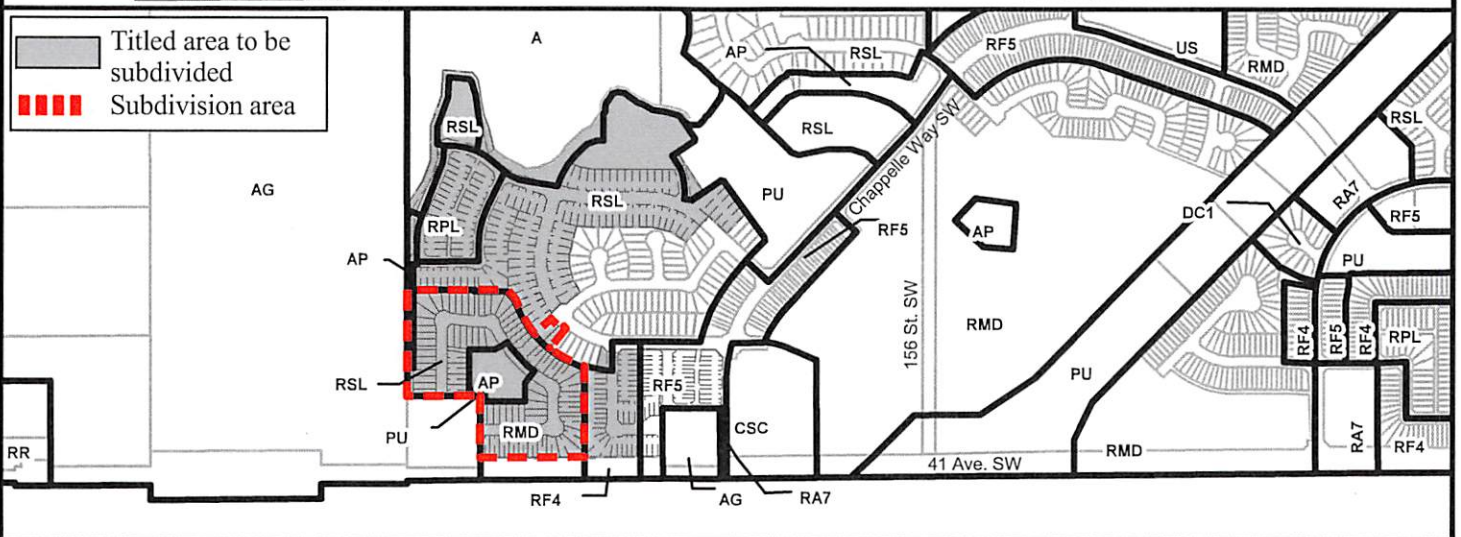 Titled area to be
subdivided
Subdivision area
A
AP
RSL
RF5
US
RMD
RSL
RSL
RSL
AG
RSL
PU
Chappelle Way SW
RA7
DC1
RF5
RPL
RF5
AP
AP
PU
156 St. SW
RMD
RF4
RF5
RF4
RPL
RSL
AP
RF5
PU
PU
RMD
CSC
RR
RMD
RA7
RF4
41 Ave. SW
RF4
AG
RA7